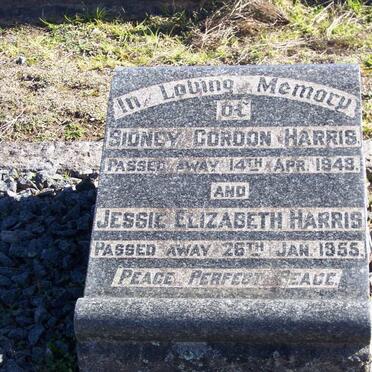 In Loving Memory
OF
SIDNEY GORDON HARRIS
PASSED AWAY 14TH APR. 1949.
AND
JESSIE ELIZABETH HARRIS
PASSED AWAY 26TH JAN. 1955.
PEACE PERFECT PEACE.